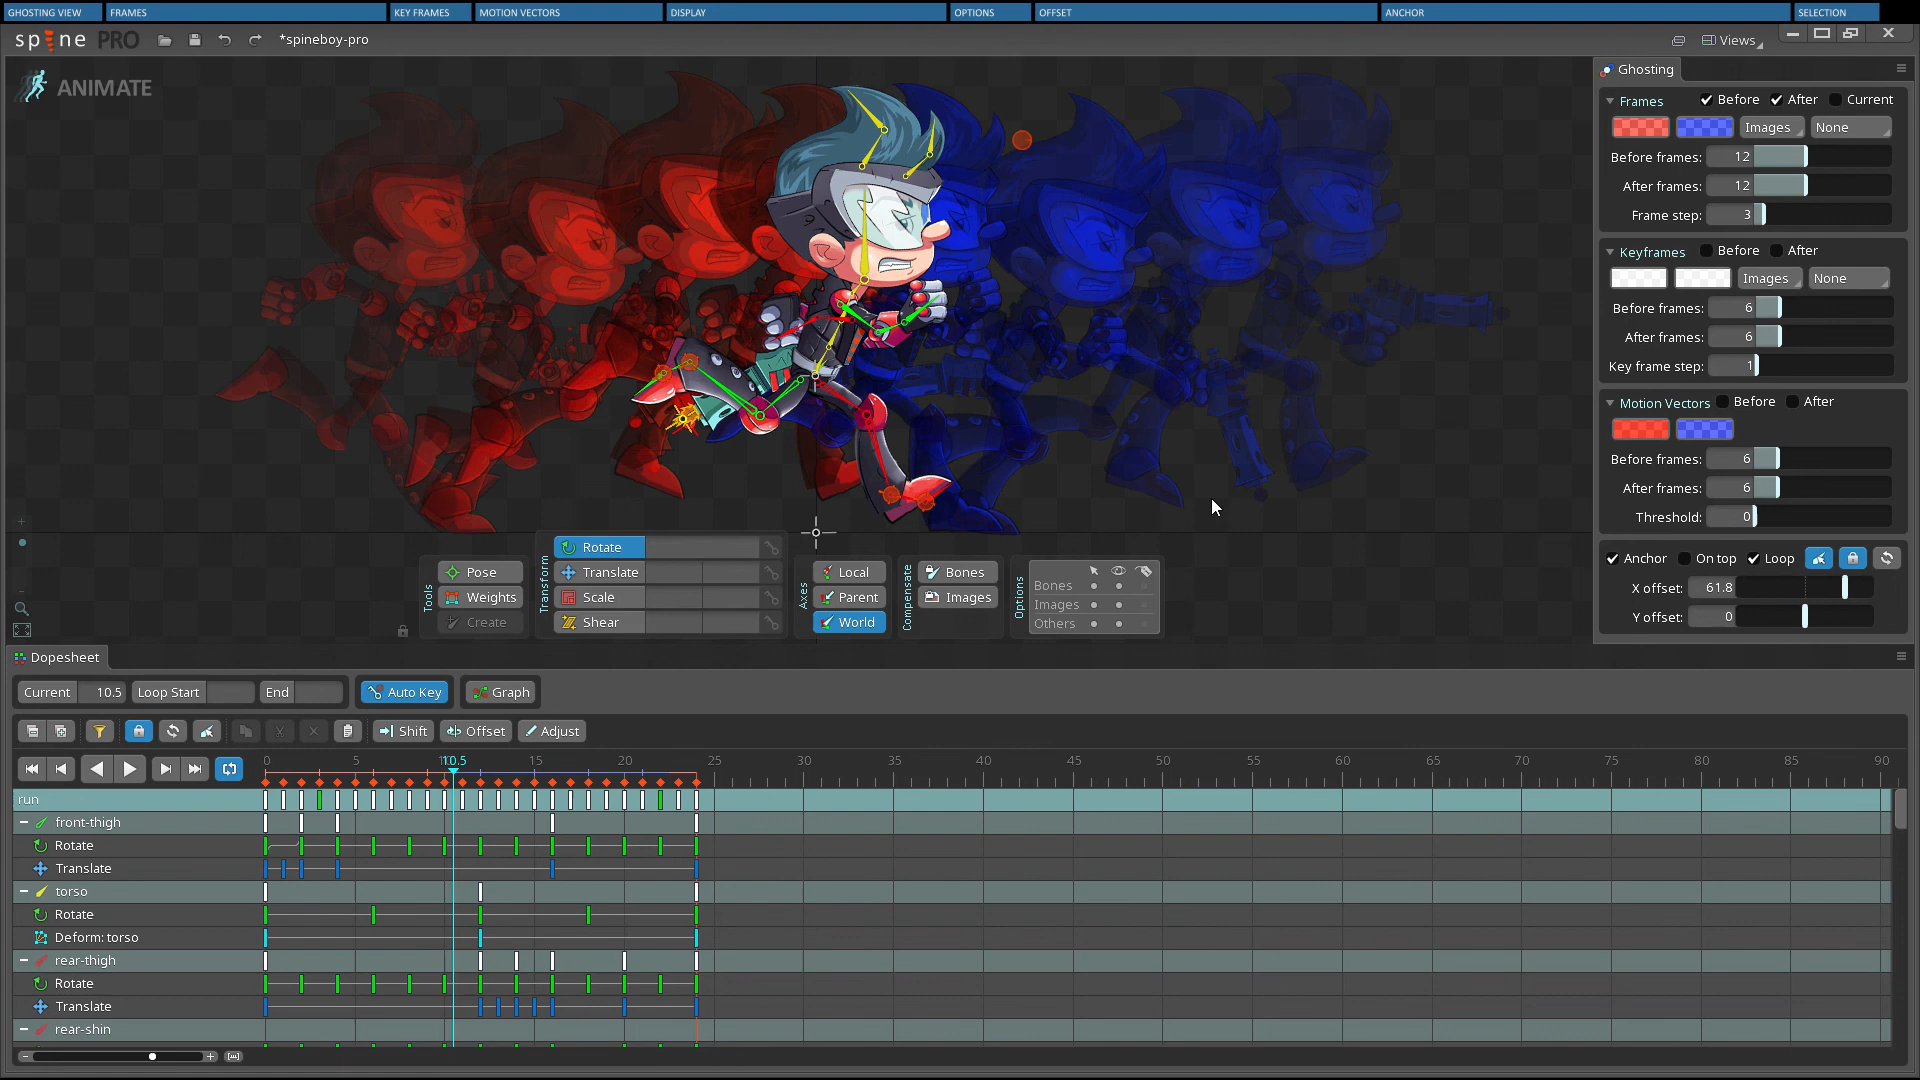 GHOSTING VIEW FRAMES KEY FRAMES MOTION VECTORS DISPLAY OPTIONS OFFSET ANCHOR SELECTION
spine PRO *spineboy-pro Views
ANIMATE
Ghosting
Frames Before After Current
Images None
Before frames: 12
After frames: 12
Frame step: 3
Keyframes Before After
Images None
Before frames: 6
After frames: 6
Key frame step: 1
Motion Vectors Before After
Before frames: 6
After frames: 6
Threshold: 0
Anchor On top Loop
X offset: 61.8
Y offset: 0
Tools
Pose
Weights
Create
Transform
Rotate
Translate
Scale
Shear
Axes
Local
Parent
World
Compensate
Bones
Images
Options
Bones
Images
Others
Dopesheet
Current 10.5 Loop Start End Auto Key Graph
Shift Offset Adjust
0 5 10.5 15 20 25 30 35 40 45 50 55 60 65 70 75 80 85 90
run
front-thigh
Rotate
Translate
torso
Rotate
Deform: torso
rear-thigh
Rotate
Translate
rear-shin